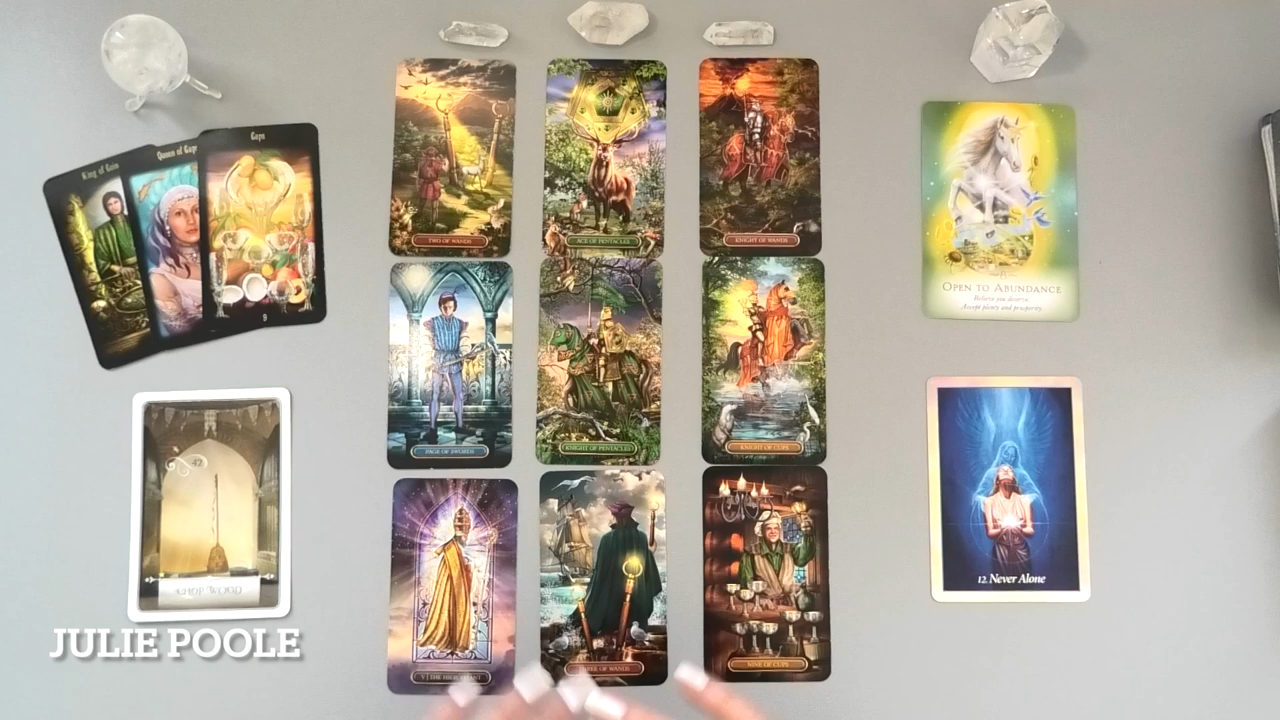 King of Coins
Queen of Cups
Cups
9
TWO OF WANDS
ACE OF PENTACLES
KNIGHT OF WANDS
OPEN TO ABUNDANCE
Believe you deserve.
Accept plenty and prosperity.
PAGE OF SWORDS
KNIGHT OF PENTACLES
KNIGHT OF CUPS
42
CHOP WOOD
12. Never Alone
V | THE HIEROPHANT
THREE OF WANDS
NINE OF CUPS
JULIE POOLE